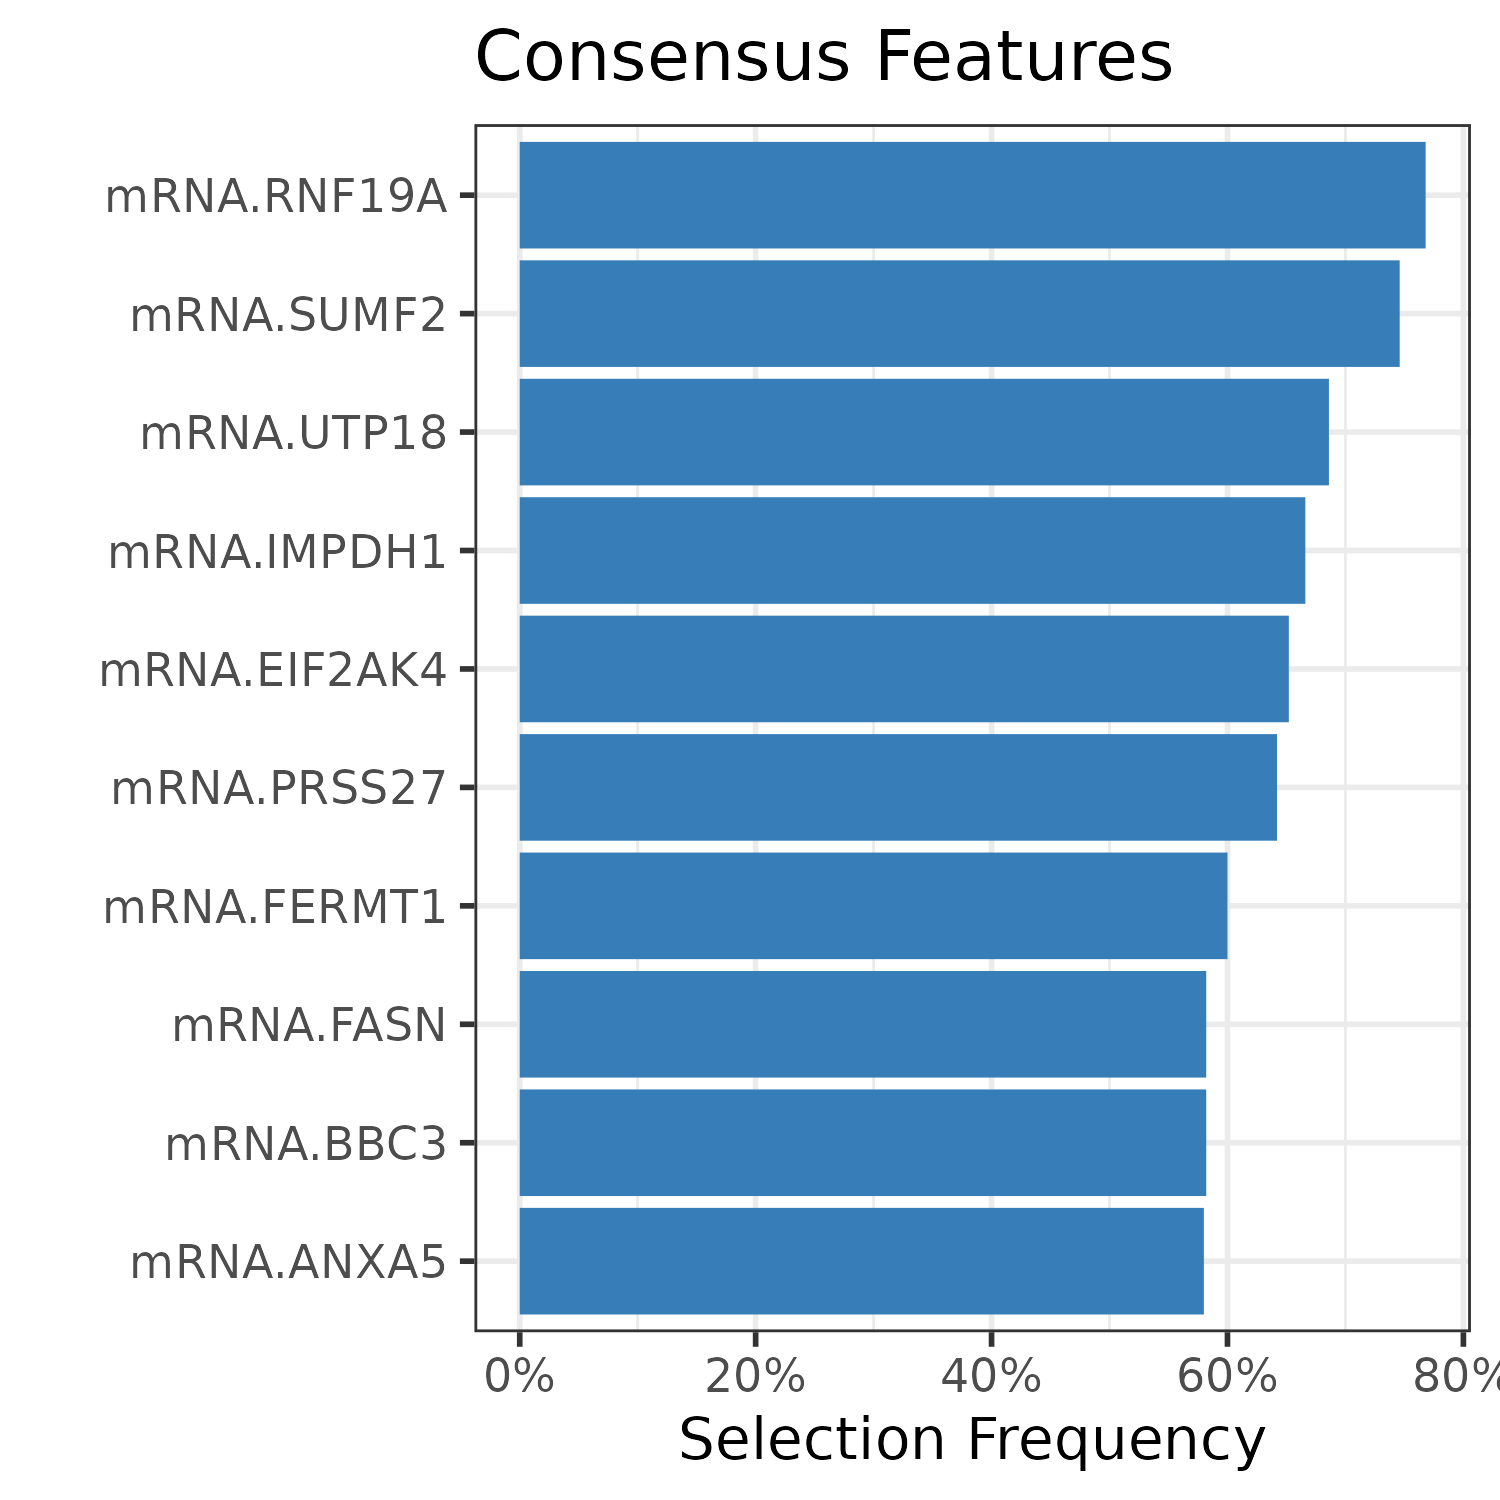 Consensus Features
mRNA.RNF19A
mRNA.SUMF2
mRNA.UTP18
mRNA.IMPDH1
mRNA.EIF2AK4
mRNA.PRSS27
mRNA.FERMT1
mRNA.FASN
mRNA.BBC3
mRNA.ANXA5
0% 20% 40% 60% 80%
Selection Frequency